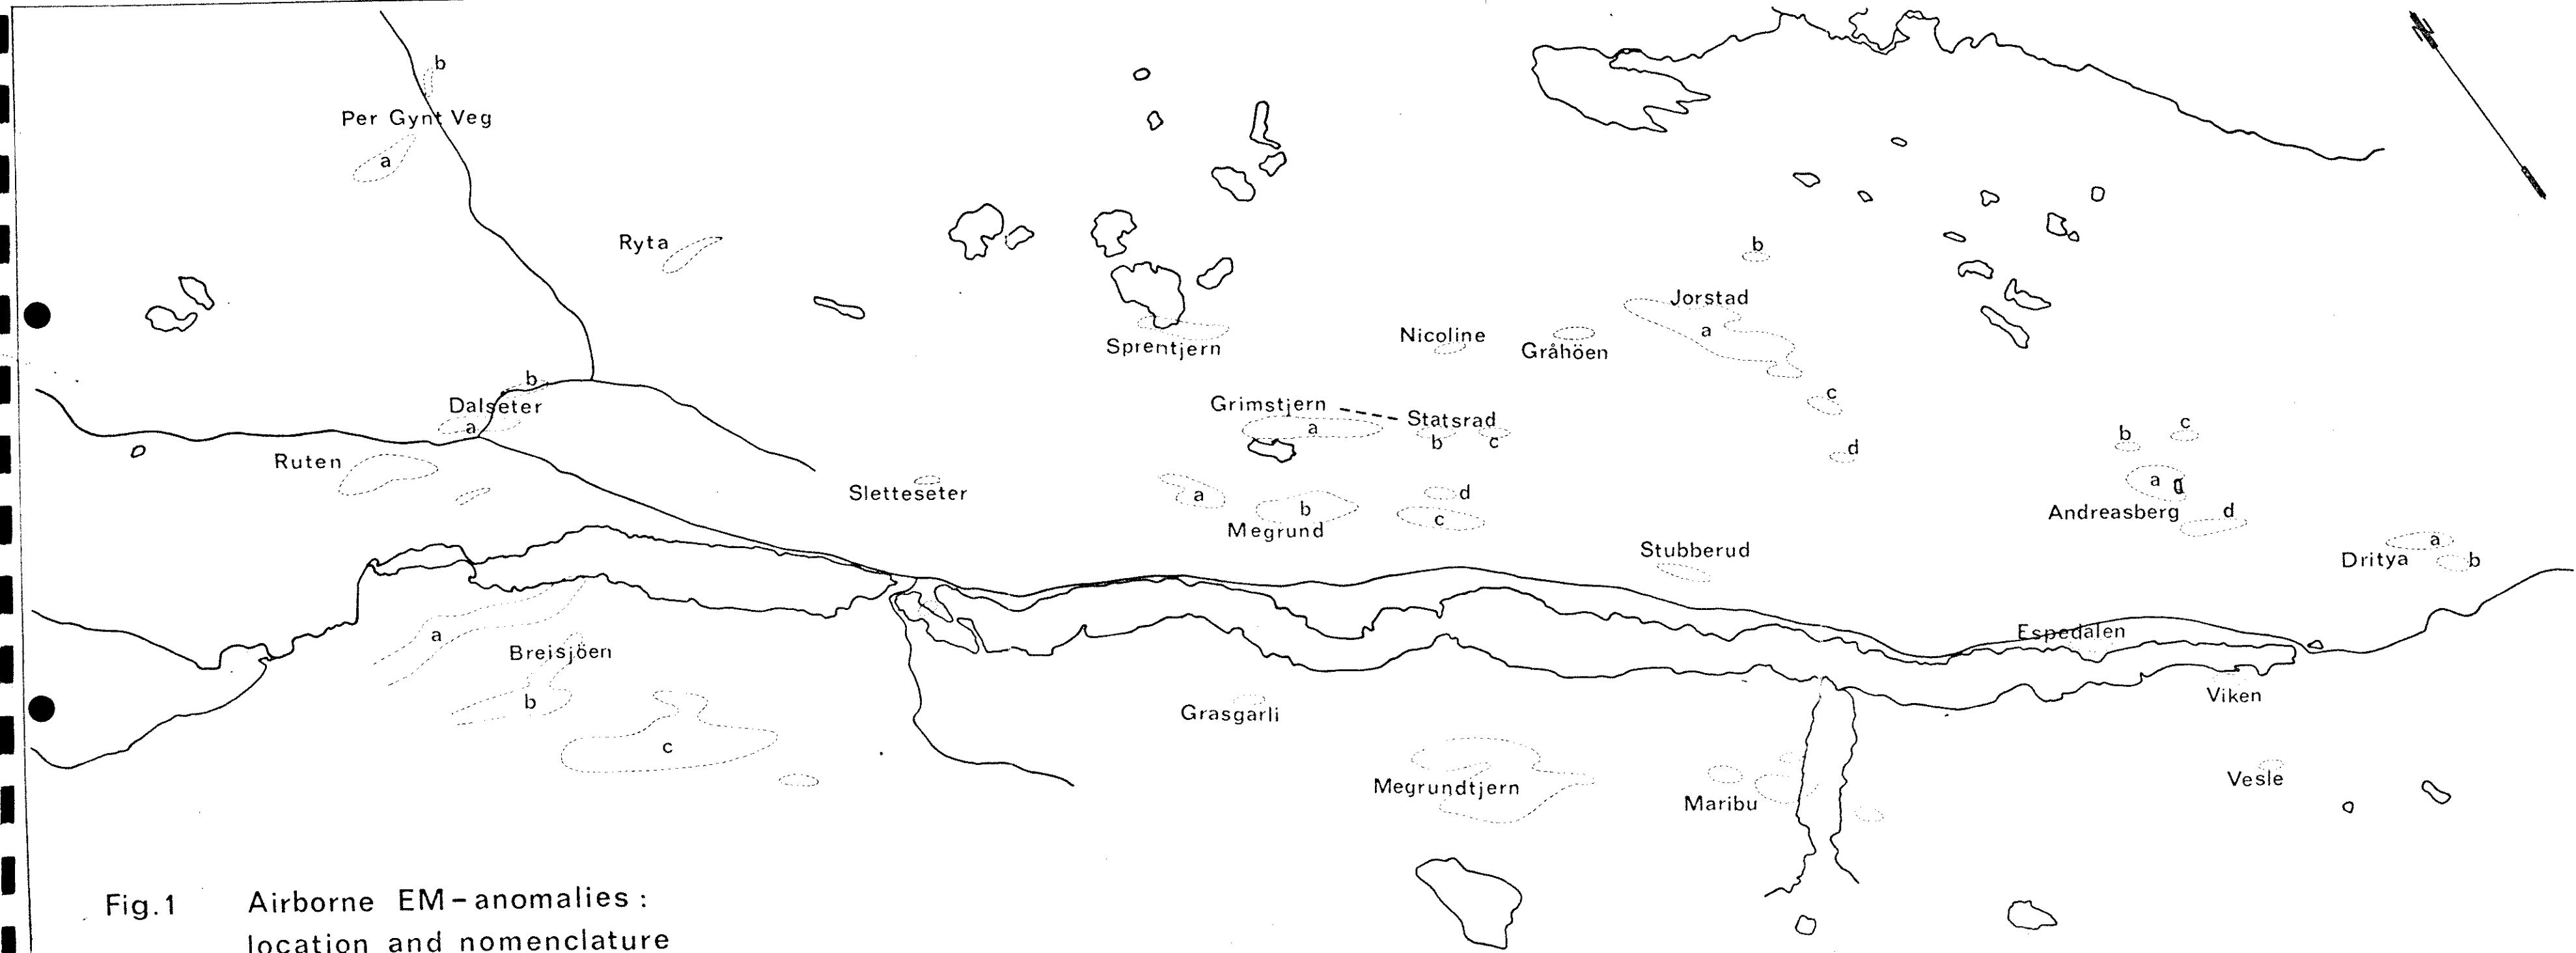 b
Per Gynt Veg
a
Ryta
b
Jorstad
a
Nicoline
Gråhöen
Sprentjern
b
Dalseter
a
c
Grimstjern
Statsrad
a
b
c
d
b
c
a
Andreasberg
d
Ruten
Sletteseter
a
b
Megrund
d
c
Stubberud
Dritya
a
b
Espedalen
a
Breisjöen
b
c
Grasgarli
Viken
Megrundtjern
Maribu
Vesle
Fig.1 Airborne EM-anomalies :
location and nomenclature